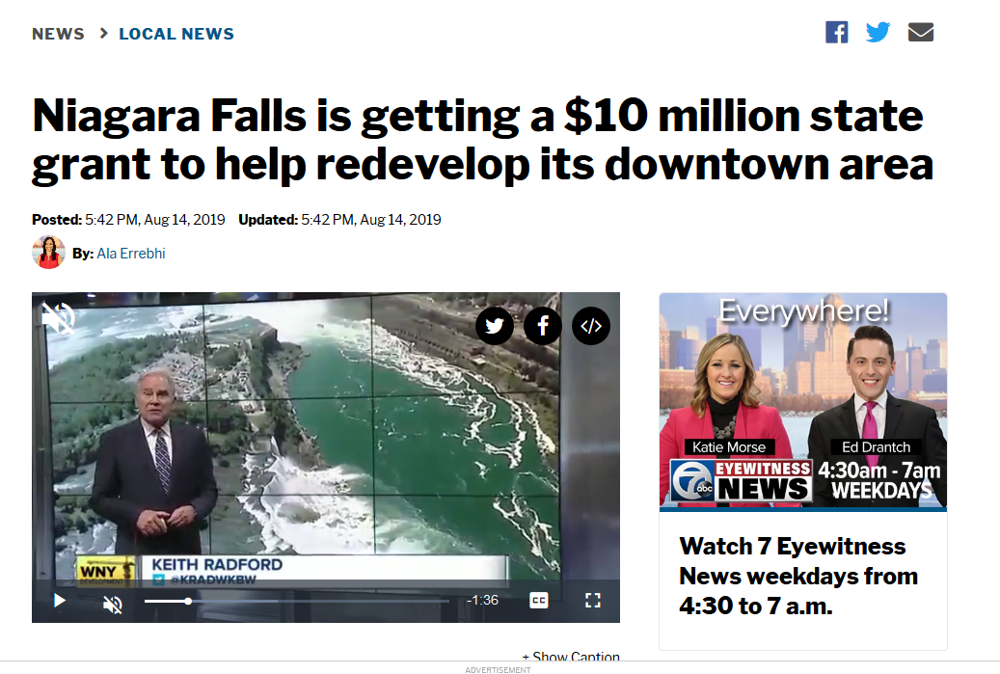 NEWS > LOCAL NEWS
Niagara Falls is getting a $10 million state
grant to help redevelop its downtown area
Posted: 5:42 PM, Aug 14, 2019 Updated: 5:42 PM, Aug 14, 2019
By: Ala Errebhi
WNY
DEVELOPMENT
KEITH RADFORD
@KRADWKBW
-1:36
CC
+ Show Caption
Everywhere!
Katie Morse
Ed Drantch
7
abc
EYEWITNESS
NEWS
4:30am - 7am
WEEKDAYS
Watch 7 Eyewitness
News weekdays from
4:30 to 7 a.m.
ADVERTISEMENT